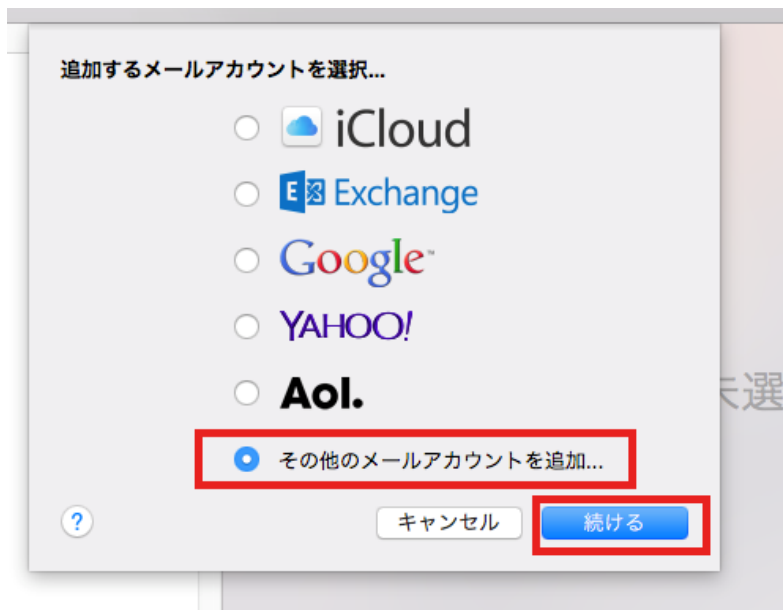 追加するメールアカウントを選択...
iCloud
E Exchange
Google™
YAHOO!
Aol.
その他のメールアカウントを追加...
? キャンセル 続ける
選